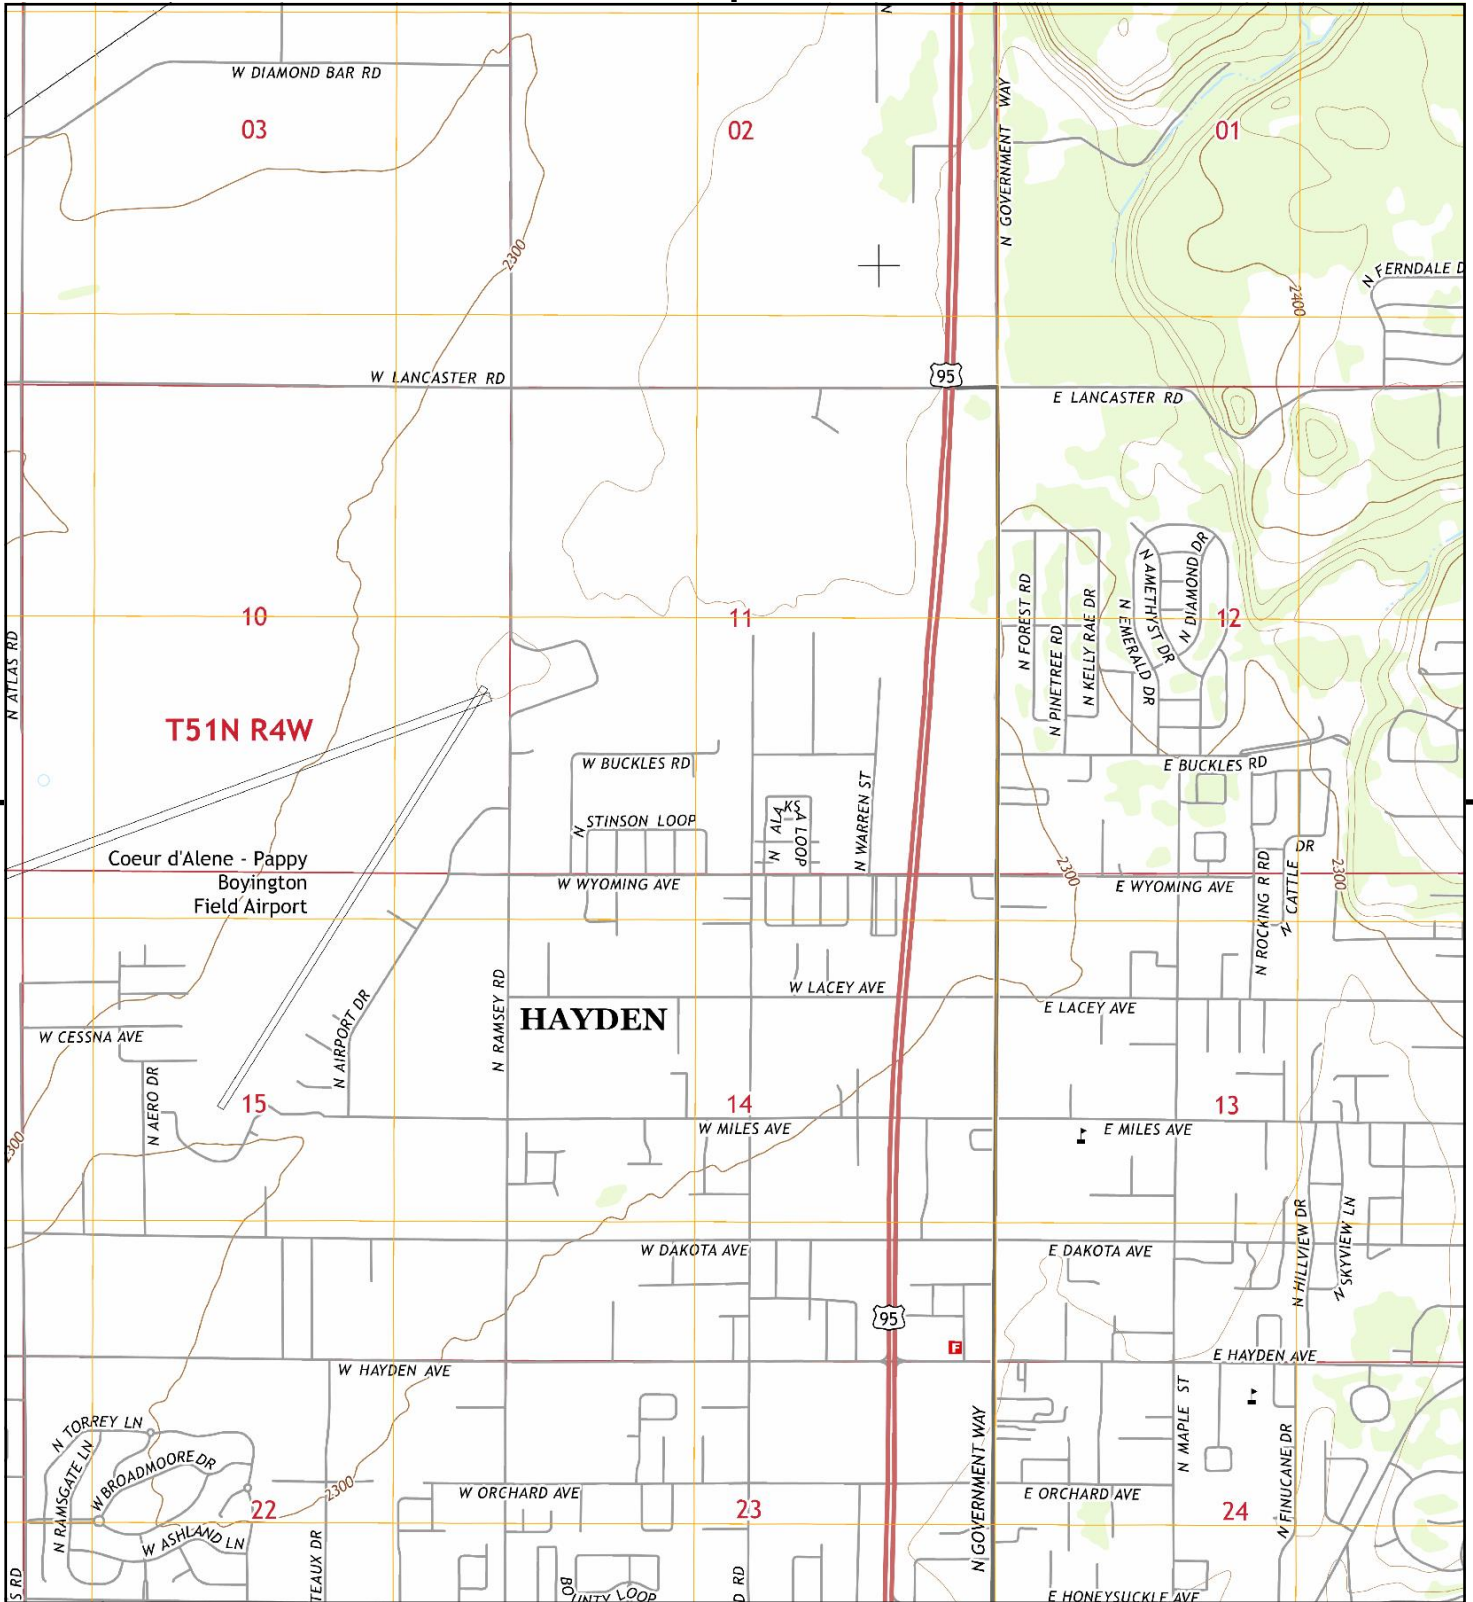 W DIAMOND BAR RD
03
02
N GOVERNMENT WAY
01
2300
N FERNDALE D
2400
W LANCASTER RD
95
E LANCASTER RD
N ATLAS RD
10
11
12
N FOREST RD
N PINETREE RD
N KELLY RAE DR
N EMERALD DR
N AMETHYST DR
N DIAMOND DR
T51N R4W
W BUCKLES RD
E BUCKLES RD
N
STINSON LOOP
N WARREN ST
Coeur d'Alene - Pappy
Boyington
Field Airport
W WYOMING AVE
2300
E WYOMING AVE
N ROCKING R RD
N CATTLE DR
2300
N AIRPORT DR
N RAMSEY RD
W LACEY AVE
E LACEY AVE
HAYDEN
W CESSNA AVE
N AERO DR
15
14
13
2300
W MILES AVE
E MILES AVE
W DAKOTA AVE
E DAKOTA AVE
N HILLVIEW DR
N SKYVIEW LN
95
F
W HAYDEN AVE
E HAYDEN AVE
N TORREY LN
N RAMSGATE LN
W BROADMOORE DR
W ASHLAND LN
2300
22
W ORCHARD AVE
23
N GOVERNMENT WAY
E ORCHARD AVE
N MAPLE ST
24
N FINUCANE DR
S RD
TEAUX DR
BOUNTY LOOP
D RD
E HONEYSUCKLE AVE